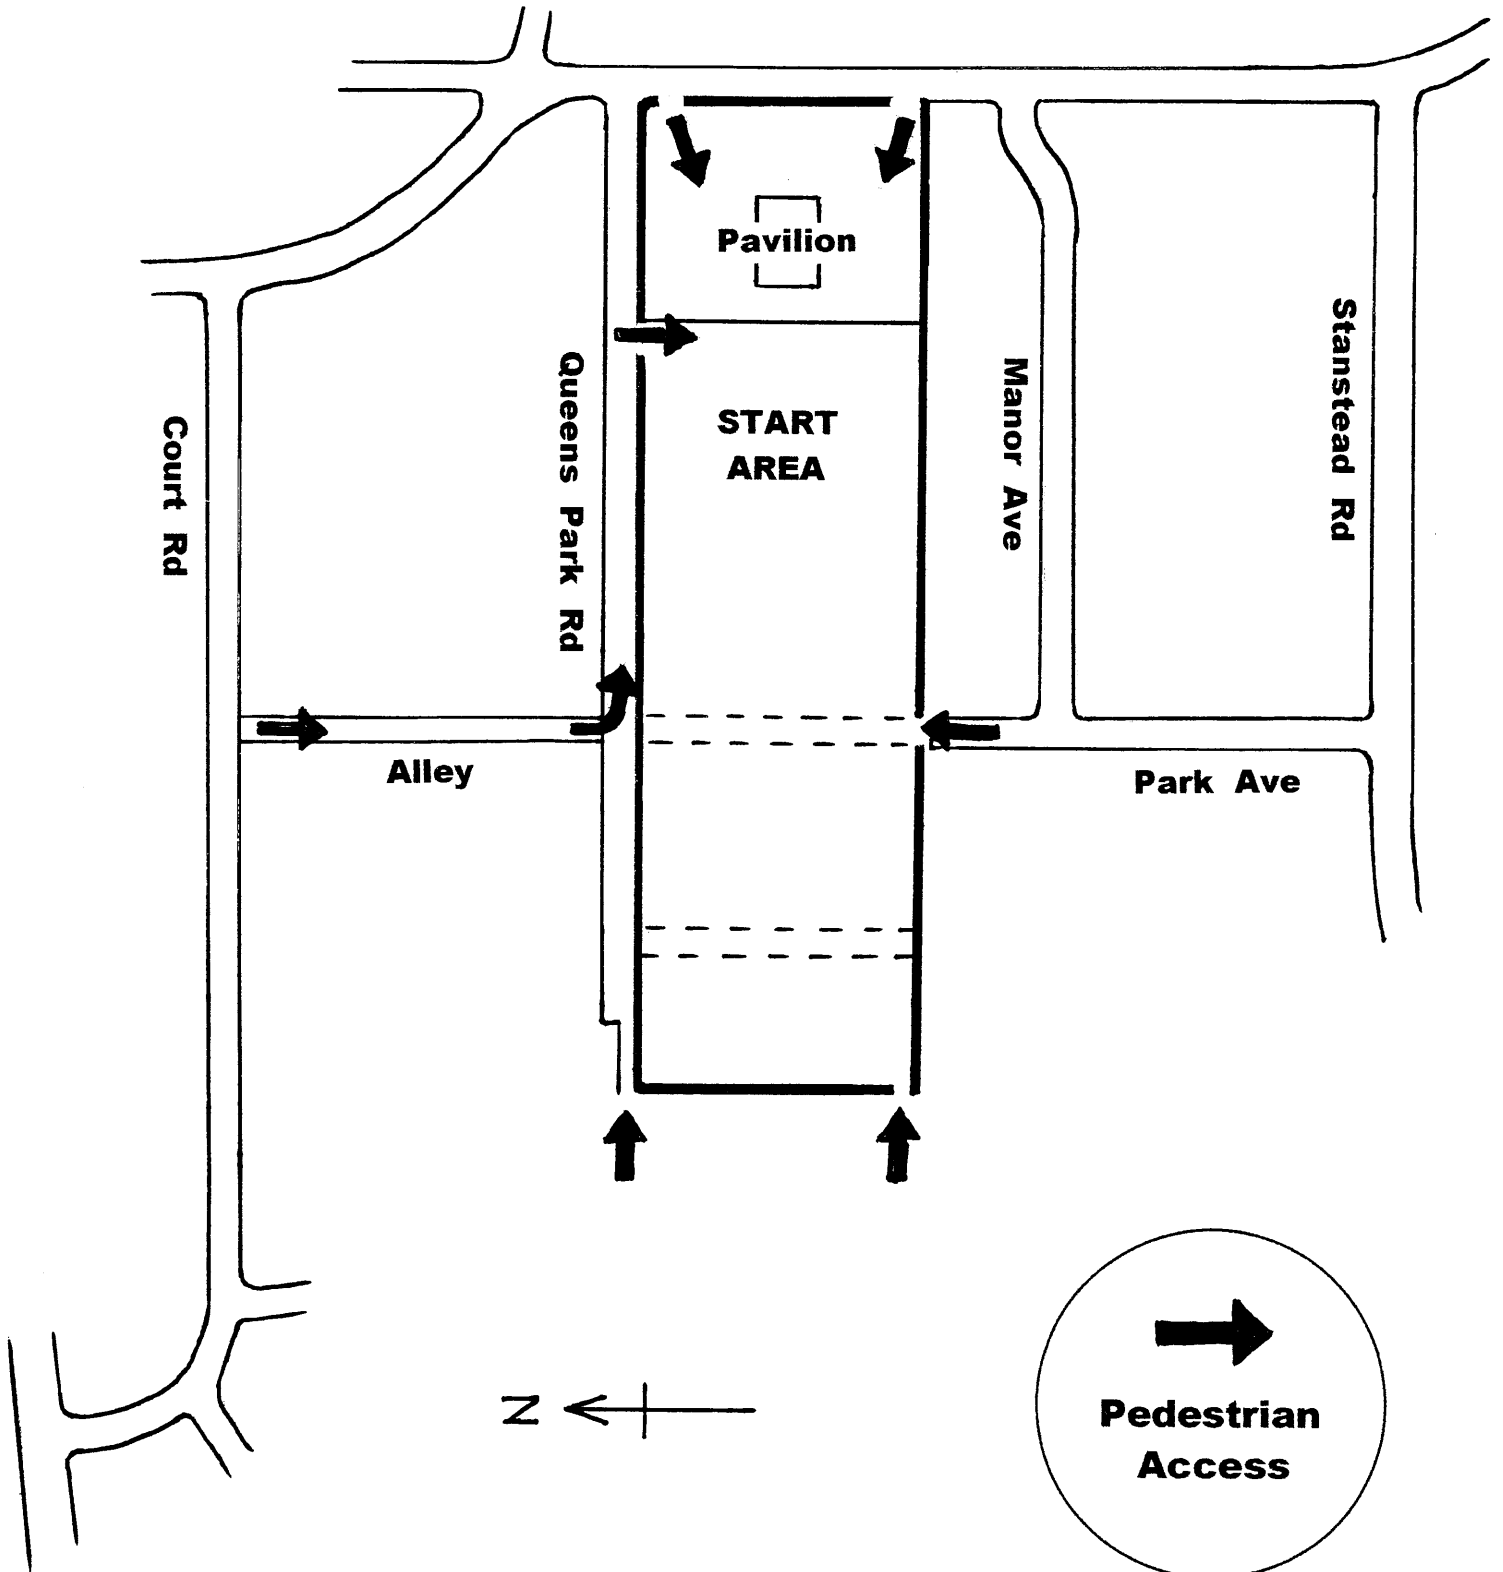 Pavilion
START
AREA
Queens Park Rd
Court Rd
Manor Ave
Stanstead Rd
Alley
Park Ave
N
Pedestrian
Access